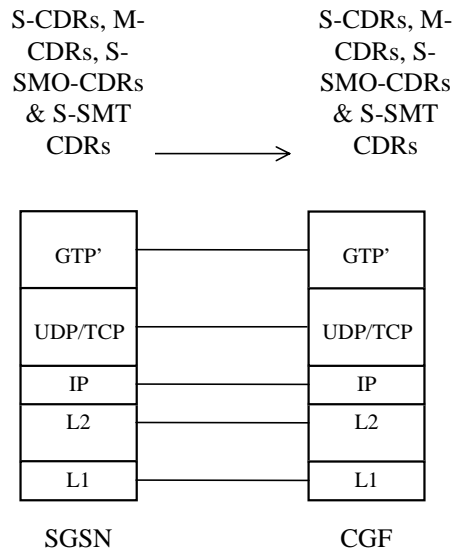 S-CDRs, M-
CDRs, S-
SMO-CDRs
& S-SMT
CDRs
S-CDRs, M-
CDRs, S-
SMO-CDRs
& S-SMT
CDRs
GTP’
GTP’
UDP/TCP
UDP/TCP
IP
IP
L2
L2
L1
L1
SGSN
CGF